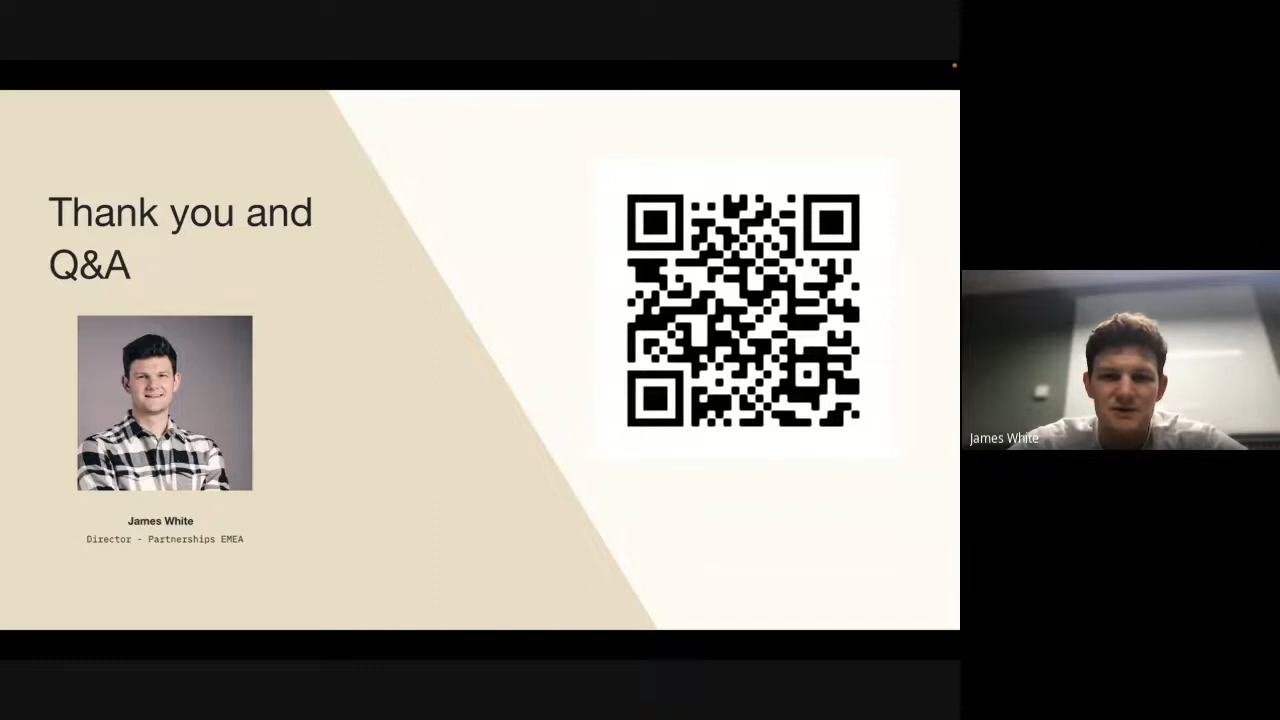 Thank you and
Q&A
James White
Director - Partnerships EMEA
James White